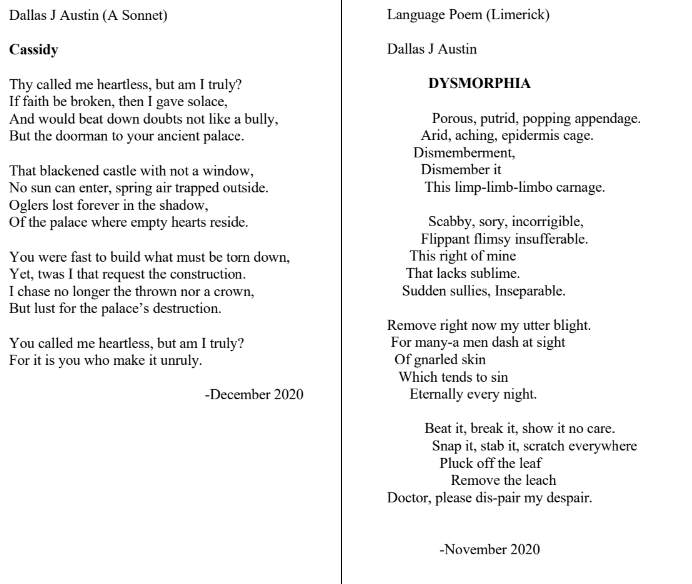 Dallas J Austin (A Sonnet)
Cassidy
Thy called me heartless, but am I truly?
If faith be broken, then I gave solace,
And would beat down doubts not like a bully,
But the doorman to your ancient palace.
That blackened castle with not a window,
No sun can enter, spring air trapped outside.
Oglers lost forever in the shadow,
Of the palace where empty hearts reside.
You were fast to build what must be torn down,
Yet, twas I that request the construction.
I chase no longer the thrown nor a crown,
But lust for the palace’s destruction.
You called me heartless, but am I truly?
For it is you who make it unruly.
-December 2020
Language Poem (Limerick)
Dallas J Austin
DYSMORPHIA
Porous, putrid, popping appendage.
Arid, aching, epidermis cage.
Dismemberment,
Dismember it
This limp-limb-limbo carnage.
Scabby, sory, incorrigible,
Flippant flimsy insufferable.
This right of mine
That lacks sublime.
Sudden sullies, Inseparable.
Remove right now my utter blight.
For many-a men dash at sight
Of gnarled skin
Which tends to sin
Eternally every night.
Beat it, break it, show it no care.
Snap it, stab it, scratch everywhere
Pluck off the leaf
Remove the leach
Doctor, please dis-pair my despair.
-November 2020